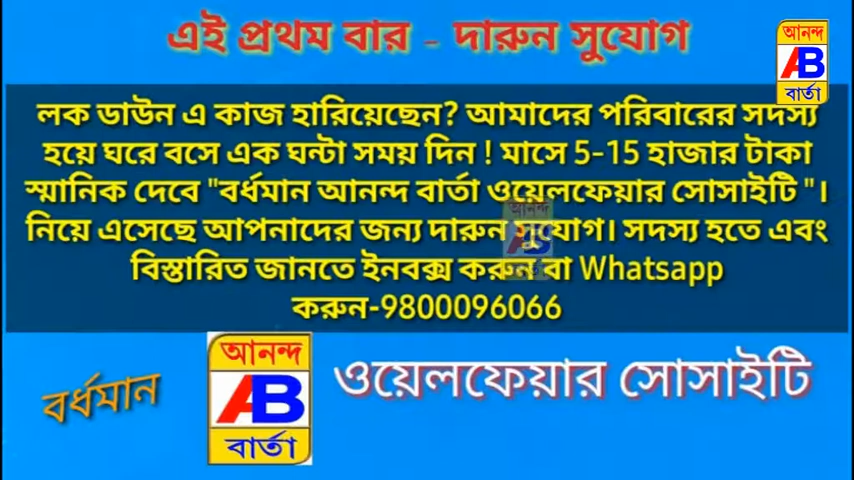 এই প্রথম বার - দারুন সুযোগ
আনন্দ
AB
বার্তা
লক ডাউন এ কাজ হারিয়েছেন? আমাদের পরিবারের সদস্য
হয়ে ঘরে বসে এক ঘন্টা সময় দিন ! মাসে 5-15 হাজার টাকা
স্মানিক দেবে "বর্ধমান আনন্দ বার্তা ওয়েলফেয়ার সোসাইটি "।
নিয়ে এসেছে আপনাদের জন্য দারুন সুযোগ। সদস্য হতে এবং
বিস্তারিত জানতে ইনবক্স করুন বা Whatsapp
করুন-9800096066
আনন্দ
AB
বর্ধমান
আনন্দ
AB
বার্তা
ওয়েলফেয়ার সোসাইটি